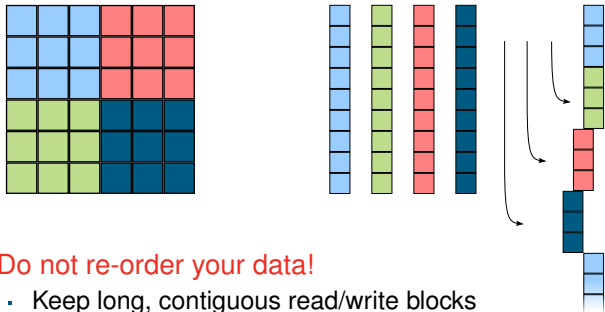 Do not re-order your data!
Keep long, contiguous read/write blocks